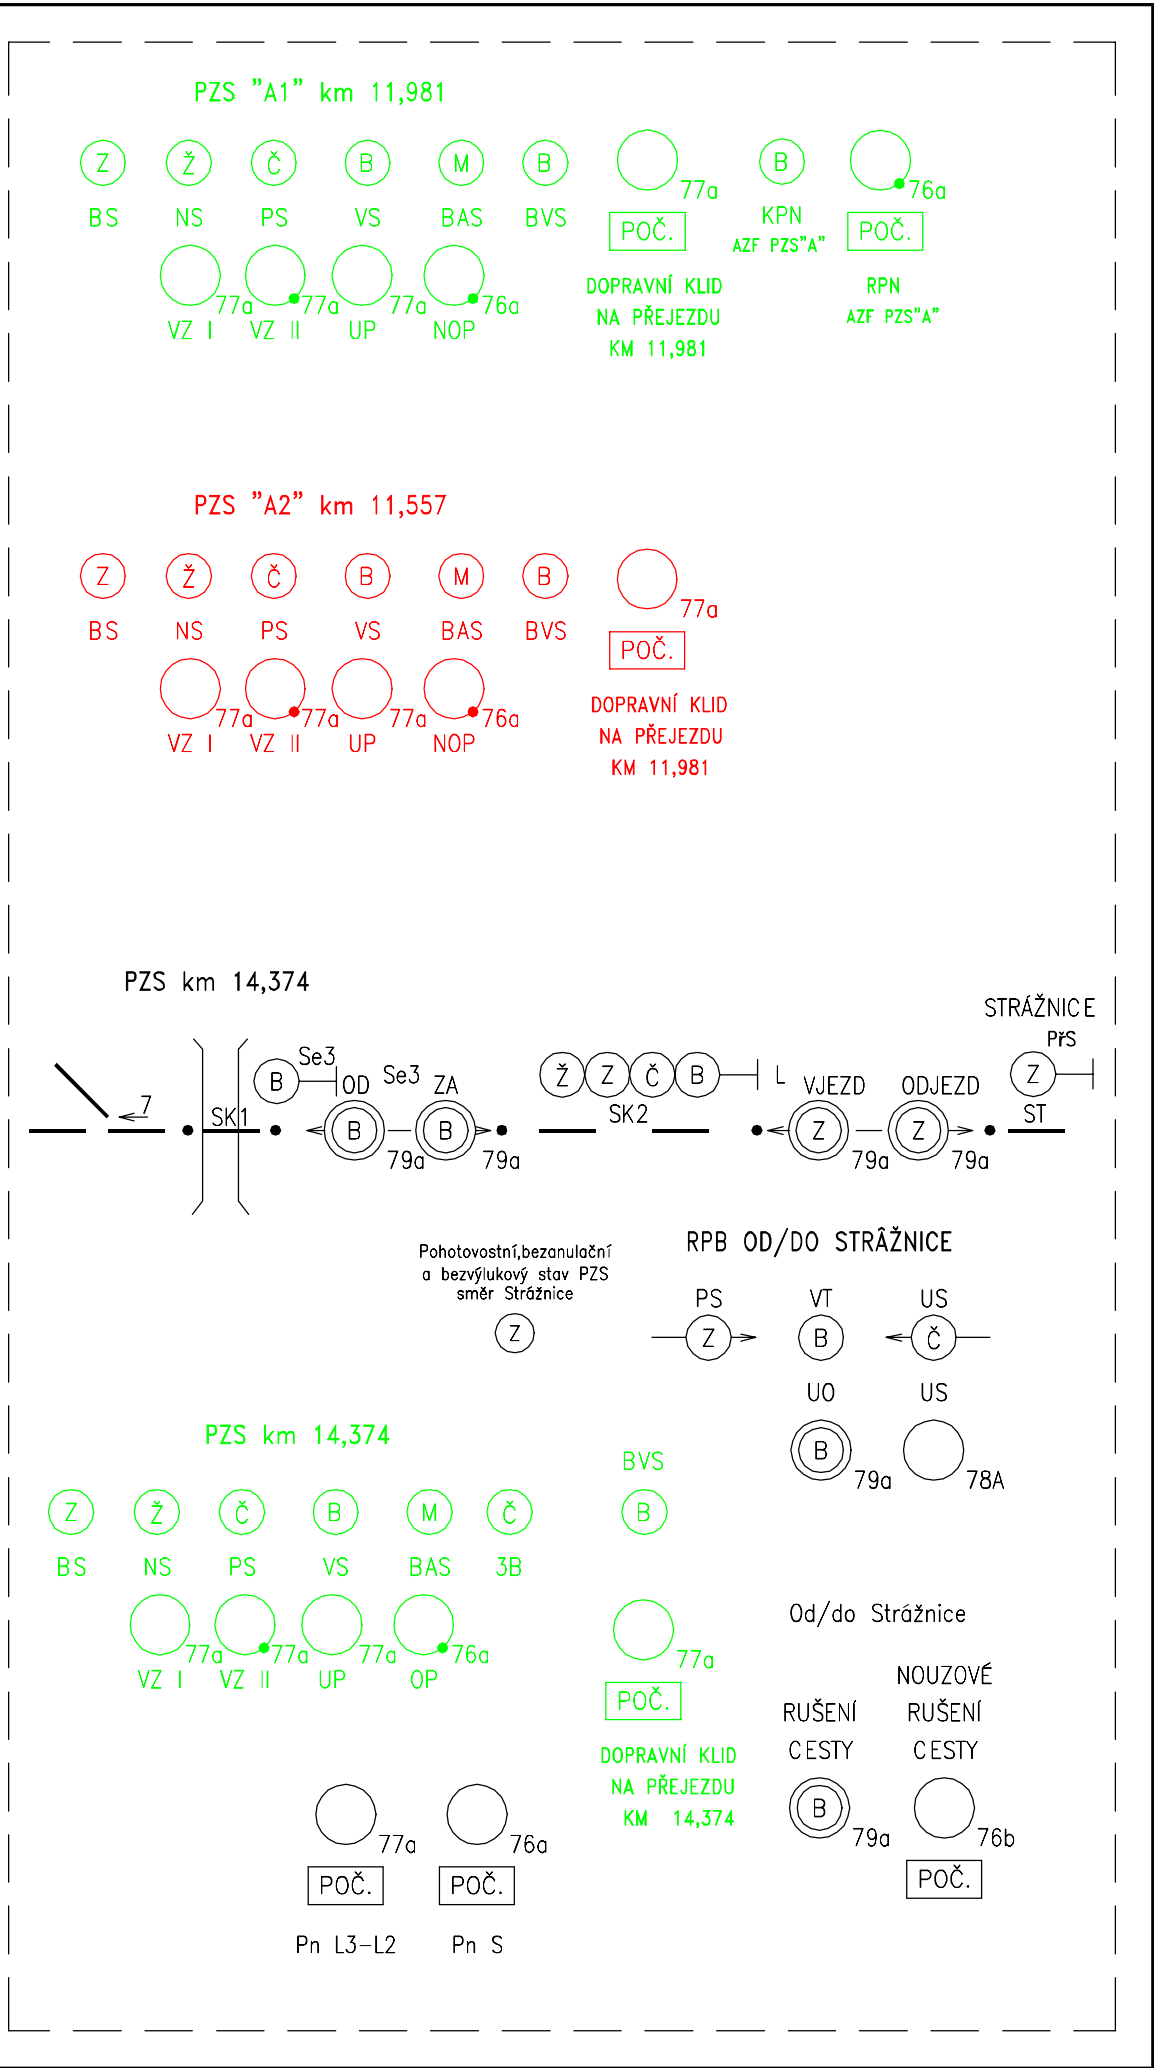 PZS "A1" km 11,981
Z Ž Č B M B B
77a 76a
BS NS PS VS BAS BVS POČ. KPN POČ.
AZF PZS"A"
DOPRAVNÍ KLID RPN
77a 77a 77a 76a
NA PŘEJEZDU AZF PZS"A"
VZ I VZ II UP NOP
KM 11,981
PZS "A2" km 11,557
Z Ž Č B M B
77a
BS NS PS VS BAS BVS
POČ.
77a 77a 77a 76a
DOPRAVNÍ KLID
VZ I VZ II UP NOP
NA PŘEJEZDU
KM 11,981
PZS km 14,374
STRÁŽNICE
PřS
Se3 Se3
B OD ZA Ž Z Č B L VJEZD ODJEZD Z
7 SK1 SK2 ST
B B Z Z
79a 79a 79a 79a
RPB OD/DO STRÂŽNICE
Pohotovostní,bezanulační
a bezvýlukový stav PZS
směr Strážnice
PS VT US
Z Z B Č
UO US
B
79a 78A
PZS km 14,374
BVS
Z Ž Č B M Č B
BS NS PS VS BAS 3B
Od/do Strážnice
77a 77a 77a 76a 77a
VZ I VZ II UP OP
NOUZOVÉ
POČ.
RUŠENÍ RUŠENÍ
CESTY CESTY
DOPRAVNÍ KLID
NA PŘEJEZDU
KM 14,374
B
77a 76a 79a 76b
POČ. POČ. POČ.
Pn L3-L2 Pn S